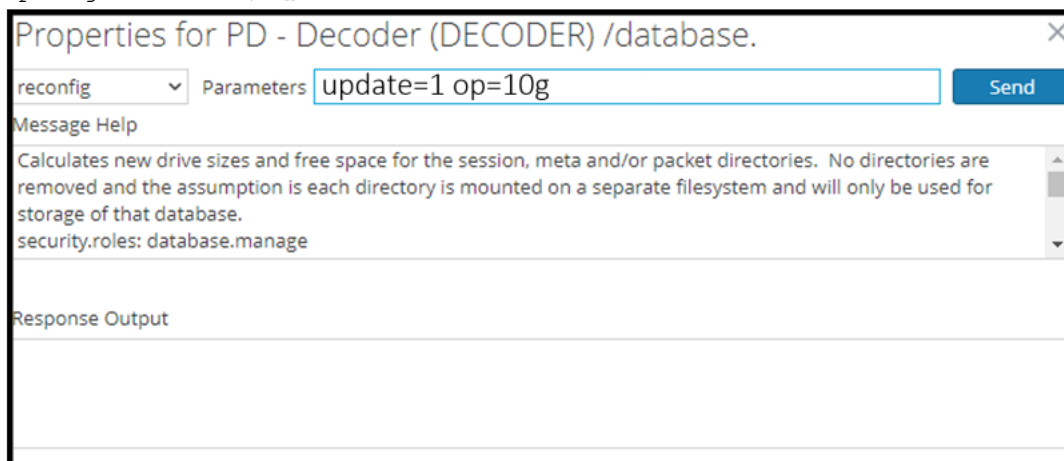 Properties for PD - Decoder (DECODER) /database.
reconfig Parameters update=1 op=10g Send
Message Help
Calculates new drive sizes and free space for the session, meta and/or packet directories. No directories are
removed and the assumption is each directory is mounted on a separate filesystem and will only be used for
storage of that database.
security.roles: database.manage
Response Output